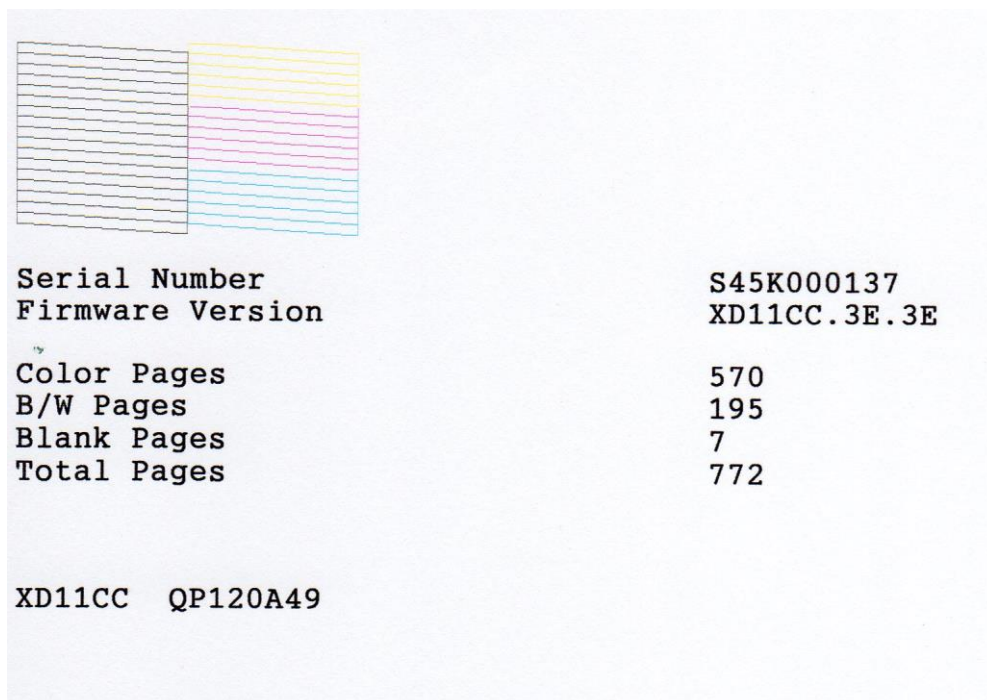 Serial Number S45K000137
Firmware Version XD11CC.3E.3E
Color Pages 570
B/W Pages 195
Blank Pages 7
Total Pages 772
XD11CC QP120A49